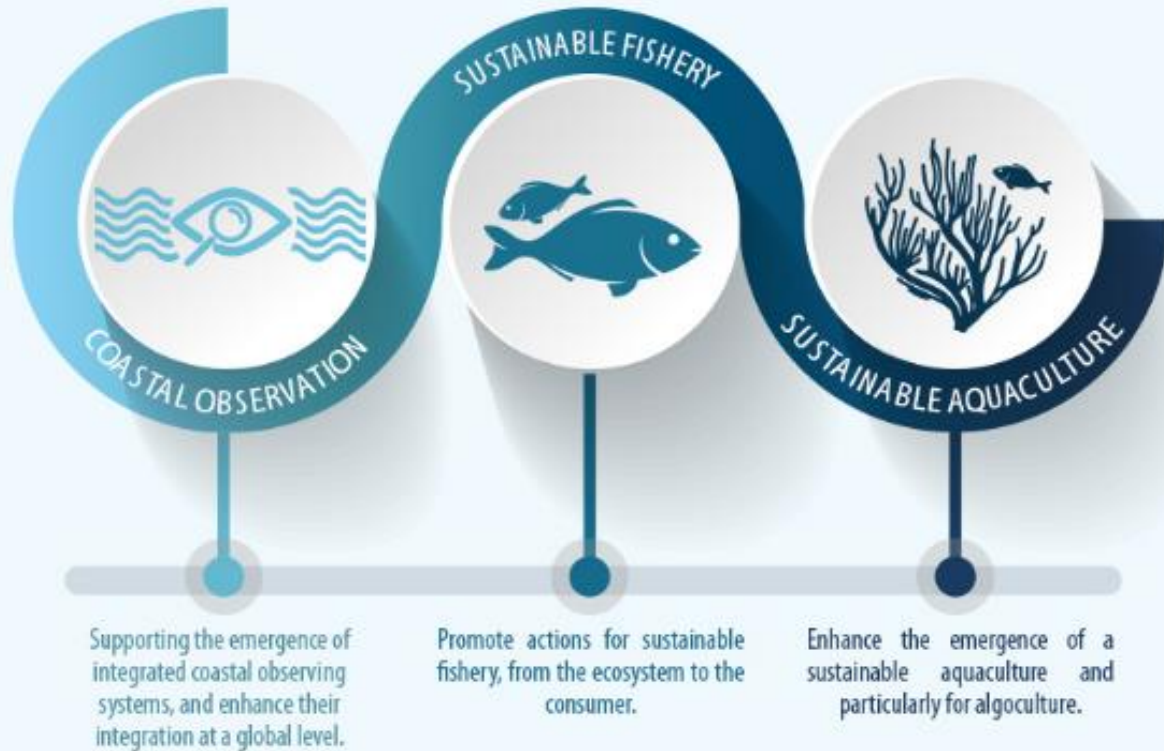 COASTAL OBSERVATION
SUSTAINABLE FISHERY
SUSTAINABLE AQUACULTURE
Supporting the emergence of
integrated coastal observing
systems, and enhance their
integration at a global level.
Promote actions for sustainable
fishery, from the ecosystem to the
consumer.
Enhance the emergence of a
sustainable aquaculture and
particularly for algoculture.